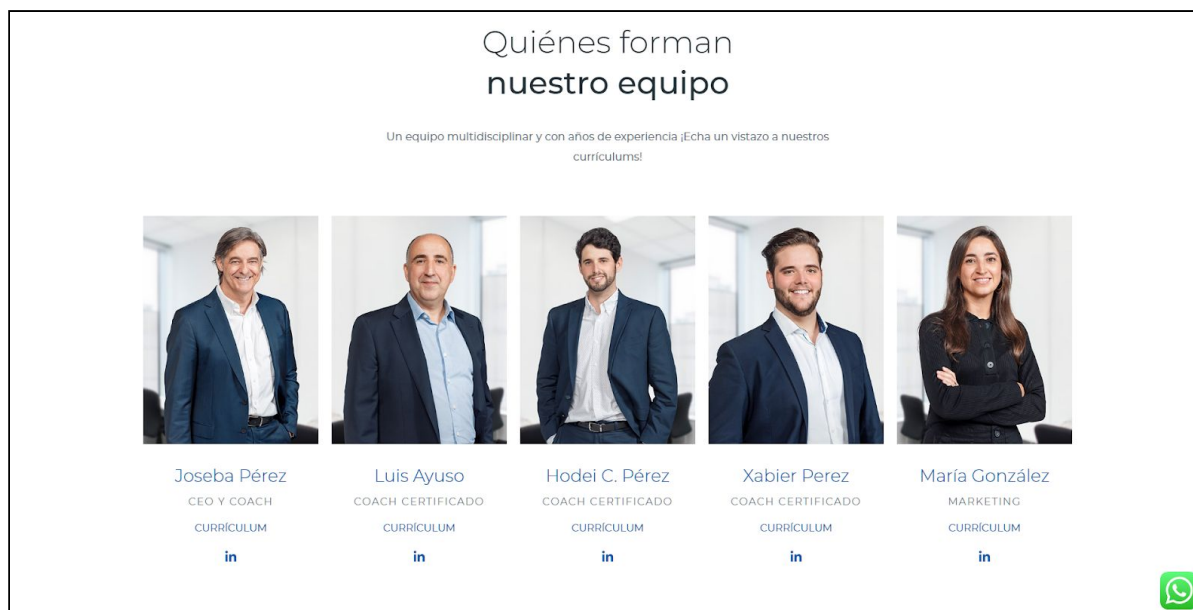 Quiénes forman
nuestro equipo
Un equipo multidisciplinar y con años de experiencia ¡Echa un vistazo a nuestros
currículums!
Joseba Pérez
Luis Ayuso
Hodei C. Pérez
Xabier Perez
María González
CEO Y COACH
COACH CERTIFICADO
COACH CERTIFICADO
COACH CERTIFICADO
MARKETING
CURRÍCULUM
CURRÍCULUM
CURRÍCULUM
CURRÍCULUM
CURRÍCULUM
in
in
in
in
in